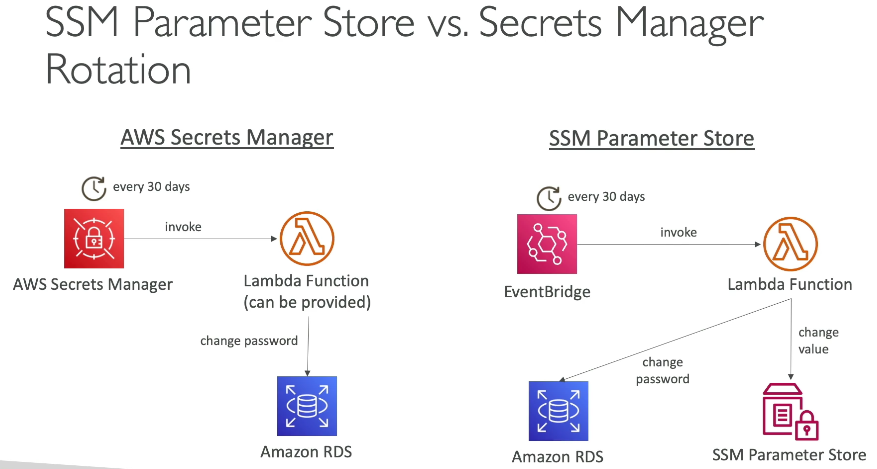 SSM Parameter Store vs. Secrets Manager
Rotation
AWS Secrets Manager
every 30 days
invoke
AWS Secrets Manager
Lambda Function
(can be provided)
change password
Amazon RDS
SSM Parameter Store
every 30 days
invoke
EventBridge
Lambda Function
change
password
change
value
Amazon RDS
SSM Parameter Store